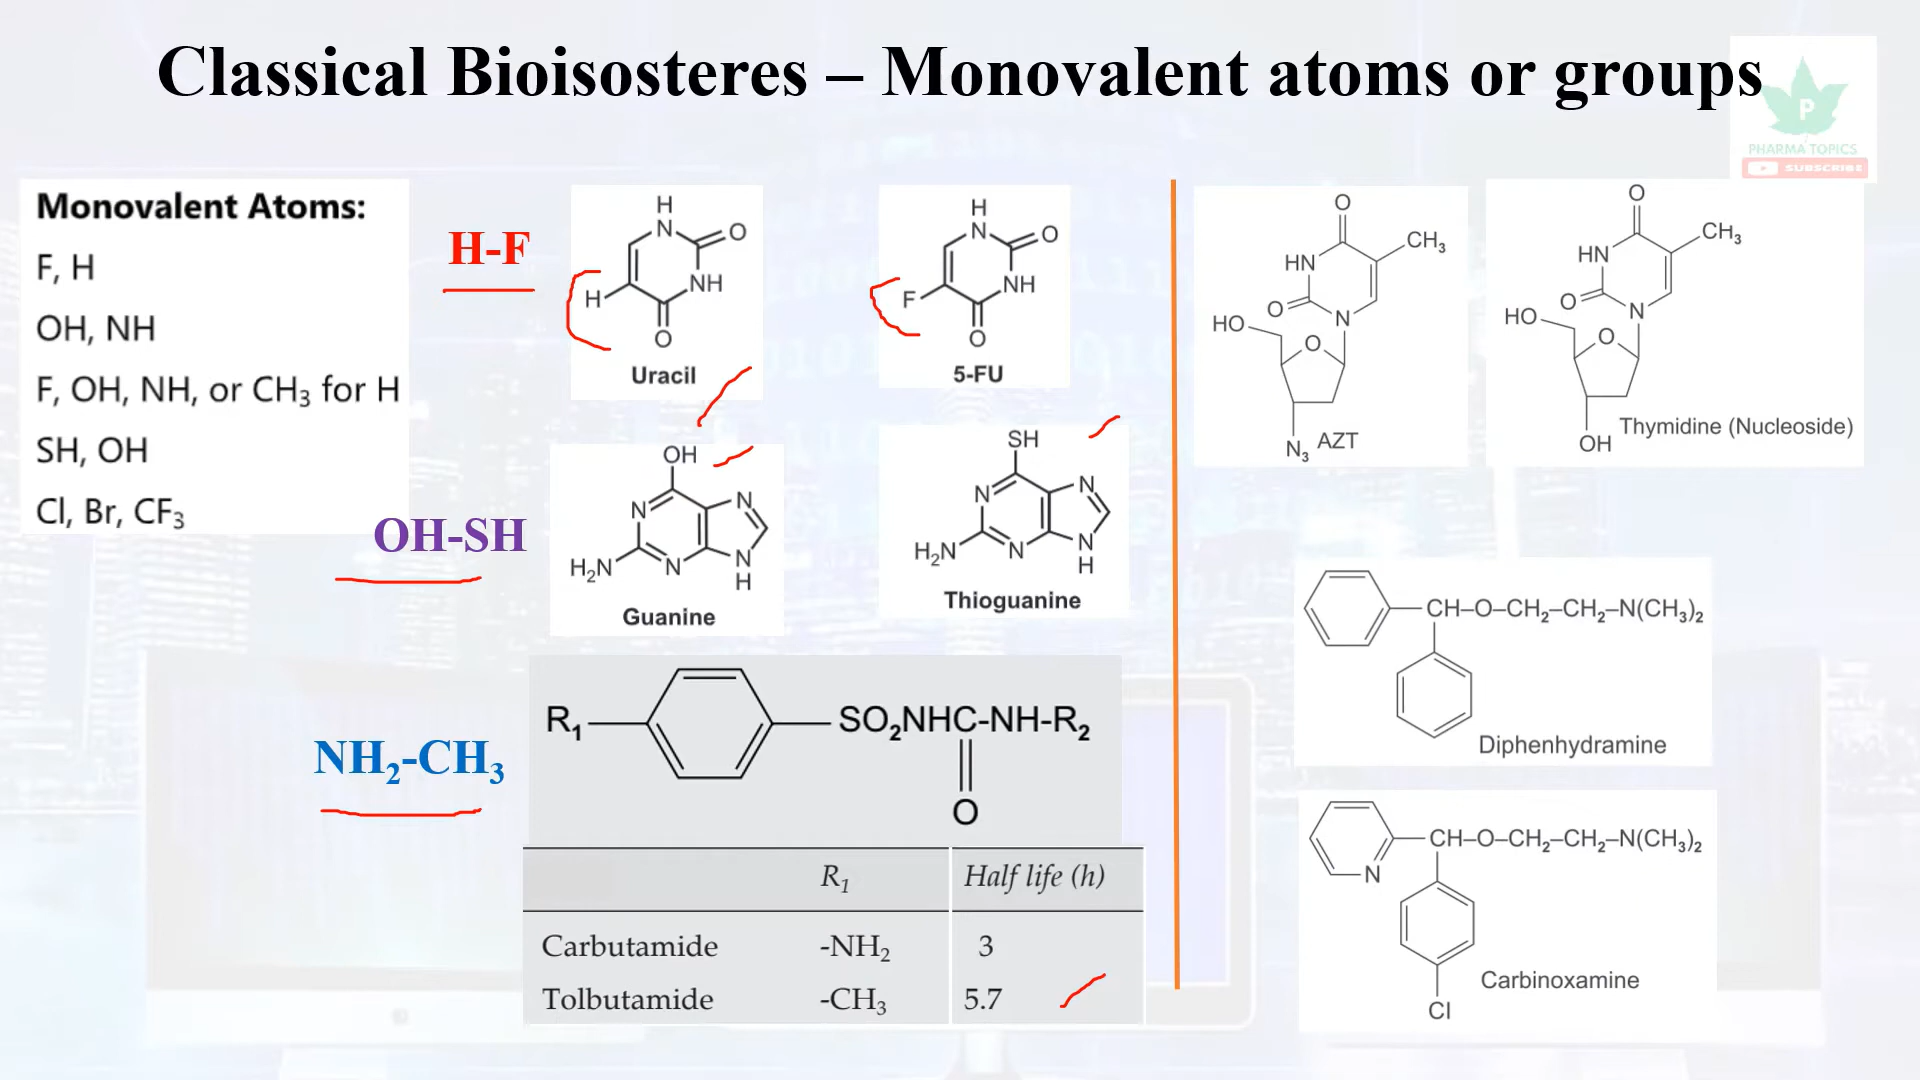 Classical Bioisosteres – Monovalent atoms or groups
P
PHARMA TOPICS
SUBSCRIBE
Monovalent Atoms:
F, H
OH, NH
F, OH, NH, or CH₃ for H
SH, OH
Cl, Br, CF₃
H-F
OH-SH
NH₂-CH₃
H
N
O
NH
H
O
Uracil
H
N
O
NH
F
O
5-FU
OH
N
N
N
N
H
H₂N
Guanine
SH
N
N
N
N
H
H₂N
Thioguanine
R₁
SO₂NHC-NH-R₂
O
R₁ Half life (h)
Carbutamide -NH₂ 3
Tolbutamide -CH₃ 5.7
O
CH₃
HN
O
N
HO
O
N₃
AZT
O
CH₃
HN
O
N
HO
O
OH
Thymidine (Nucleoside)
CH–O–CH₂–CH₂–N(CH₃)₂
Diphenhydramine
CH–O–CH₂–CH₂–N(CH₃)₂
N
Carbinoxamine
Cl